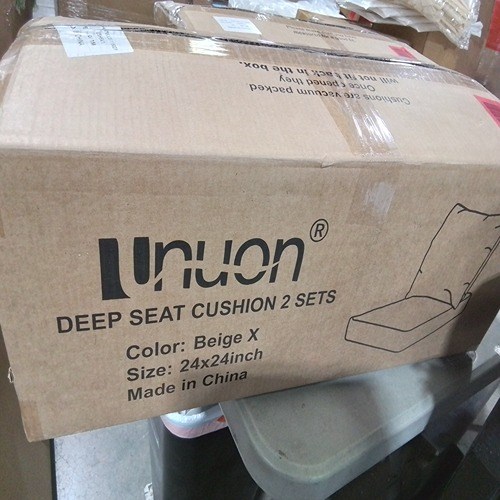 Cushions are vacuum packed
Once opened they
will not fit back in the box.
Unuon®
DEEP SEAT CUSHION 2 SETS
Color: Beige X
Size: 24x24inch
Made in China